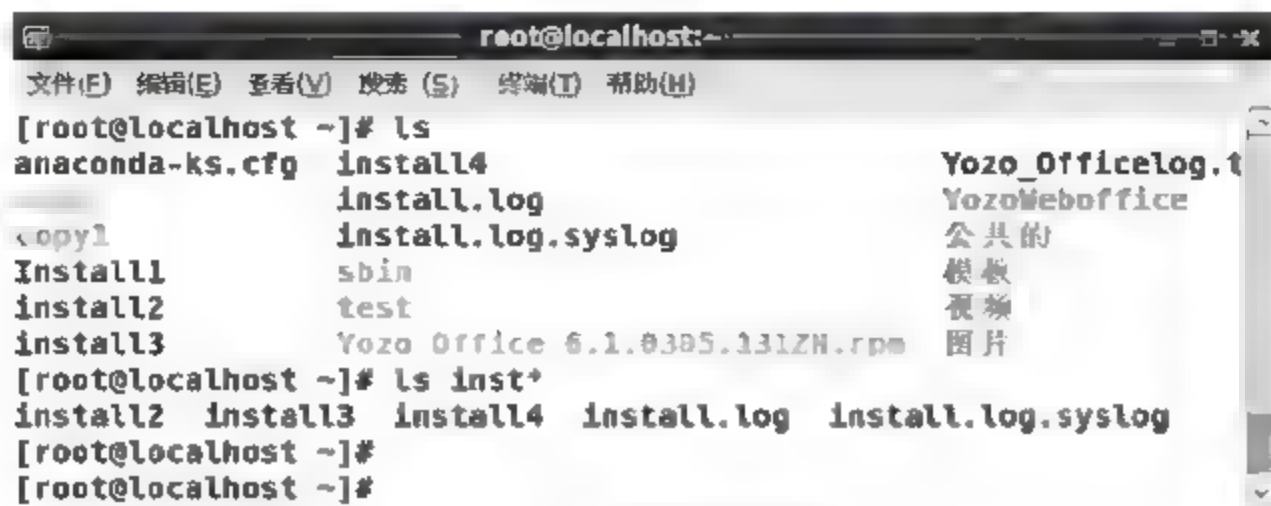 root@localhost:~
文件(F) 编辑(E) 查看(V) 搜索 (S) 终端(T) 帮助(H)
[root@localhost ~]# ls
anaconda-ks.cfg install4 Yozo_Officelog.t
install.log YozoWeboffice
copy1 install.log.syslog 公共的
Install1 sbin 模板
install2 test 视频
install3 Yozo Office 6.1.0385.131ZH.rpm 图片
[root@localhost ~]# ls inst*
install2 install3 install4 install.log install.log.syslog
[root@localhost ~]#
[root@localhost ~]#